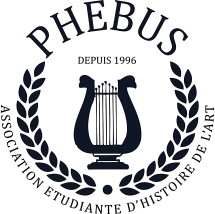 PHEBUS
DEPUIS 1996
ASSOCIATION ETUDIANTE D'HISTOIRE DE L'ART